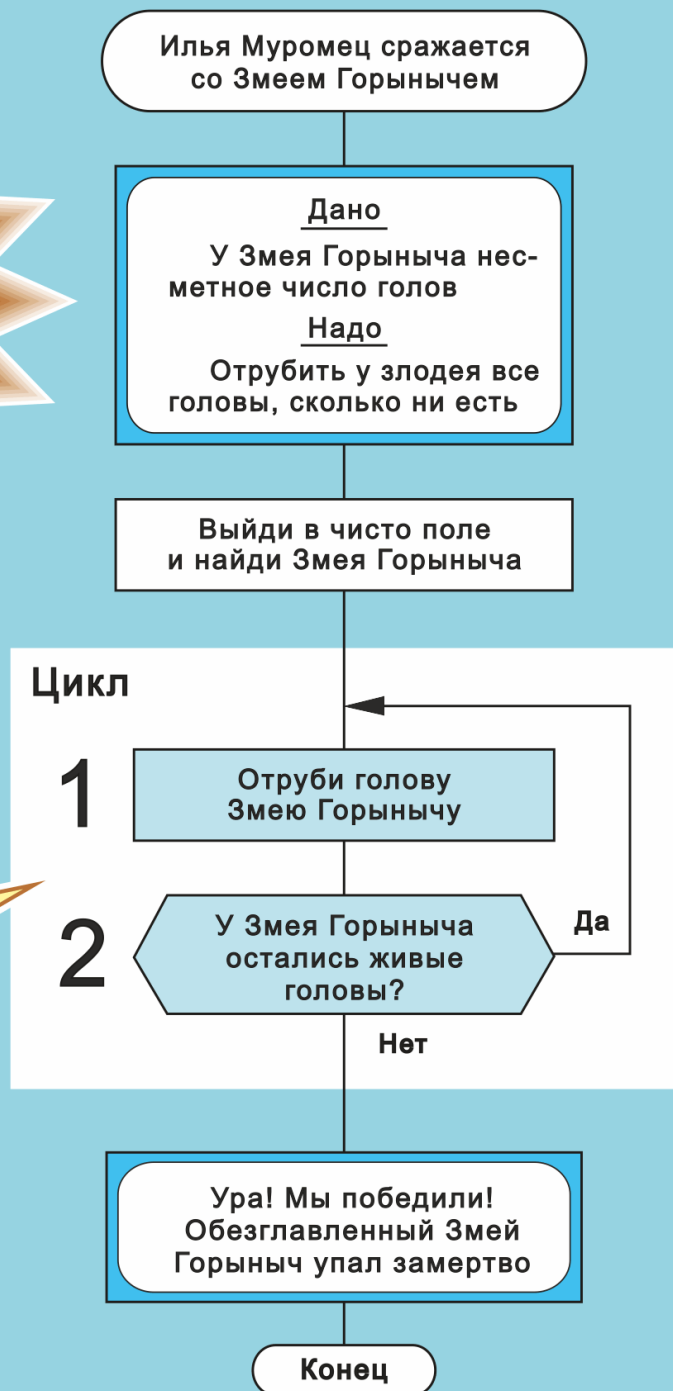 Илья Муромец сражается
со Змеем Горынычем
Дано
У Змея Горыныча нес-
метное число голов
Надо
Отрубить у злодея все
головы, сколько ни есть
Выйди в чисто поле
и найди Змея Горыныча
Цикл
1
Отруби голову
Змею Горынычу
2
У Змея Горыныча
остались живые
головы?
Да
Нет
Ура! Мы победили!
Обезглавленный Змей
Горыныч упал замертво
Конец